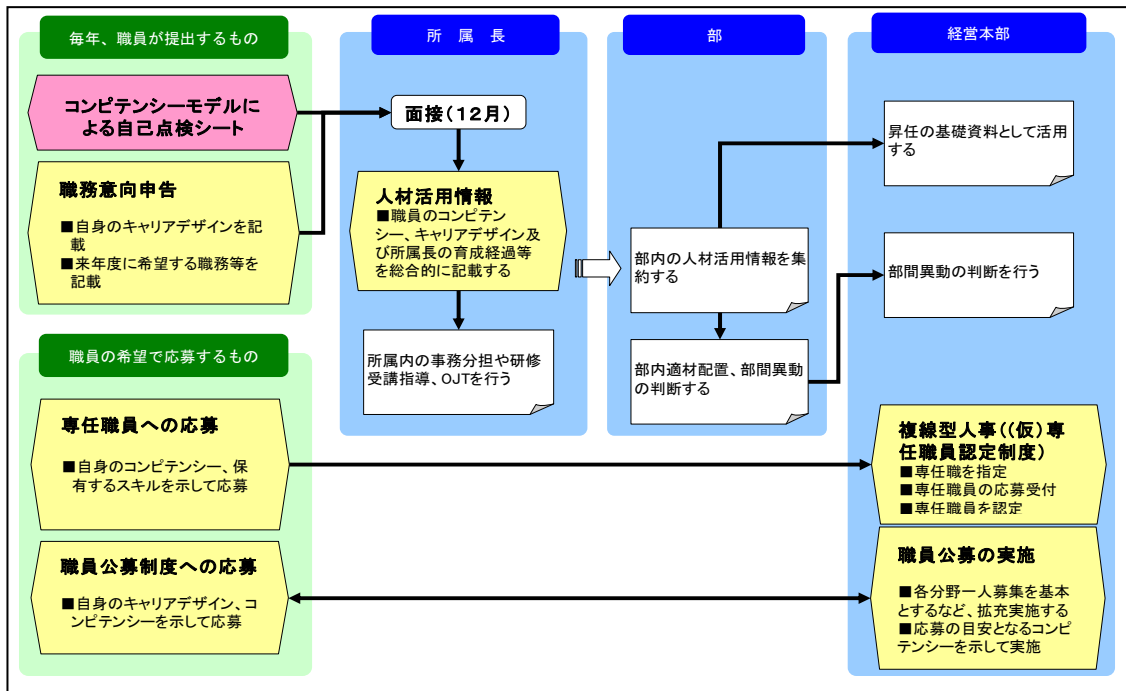 毎年、職員が提出するもの
コンピテンシーモデルに
よる自己点検シート
職務意向申告
■自身のキャリアデザインを記
載
■来年度に希望する職務等を
記載
職員の希望で応募するもの
専任職員への応募
■自身のコンピテンシー、保
有するスキルを示して応募
職員公募制度への応募
■自身のキャリアデザイン、コ
ンピテンシーを示して応募
所 属 長
面接(12月)
人材活用情報
■職員のコンピテン
シー、キャリアデザイン及
び所属長の育成経過等
を総合的に記載する
所属内の事務分担や研修
受講指導、OJTを行う
部
部内の人材活用情報を集
約する
部内適材配置、部間異動
の判断する
経営本部
昇任の基礎資料として活用
する
部間異動の判断を行う
複線型人事((仮)専
任職員認定制度)
■専任職を指定
■専任職員の応募受付
■専任職員を認定
職員公募の実施
■各分野一人募集を基本
とするなど、拡充実施する
■応募の目安となるコンピ
テンシーを示して実施